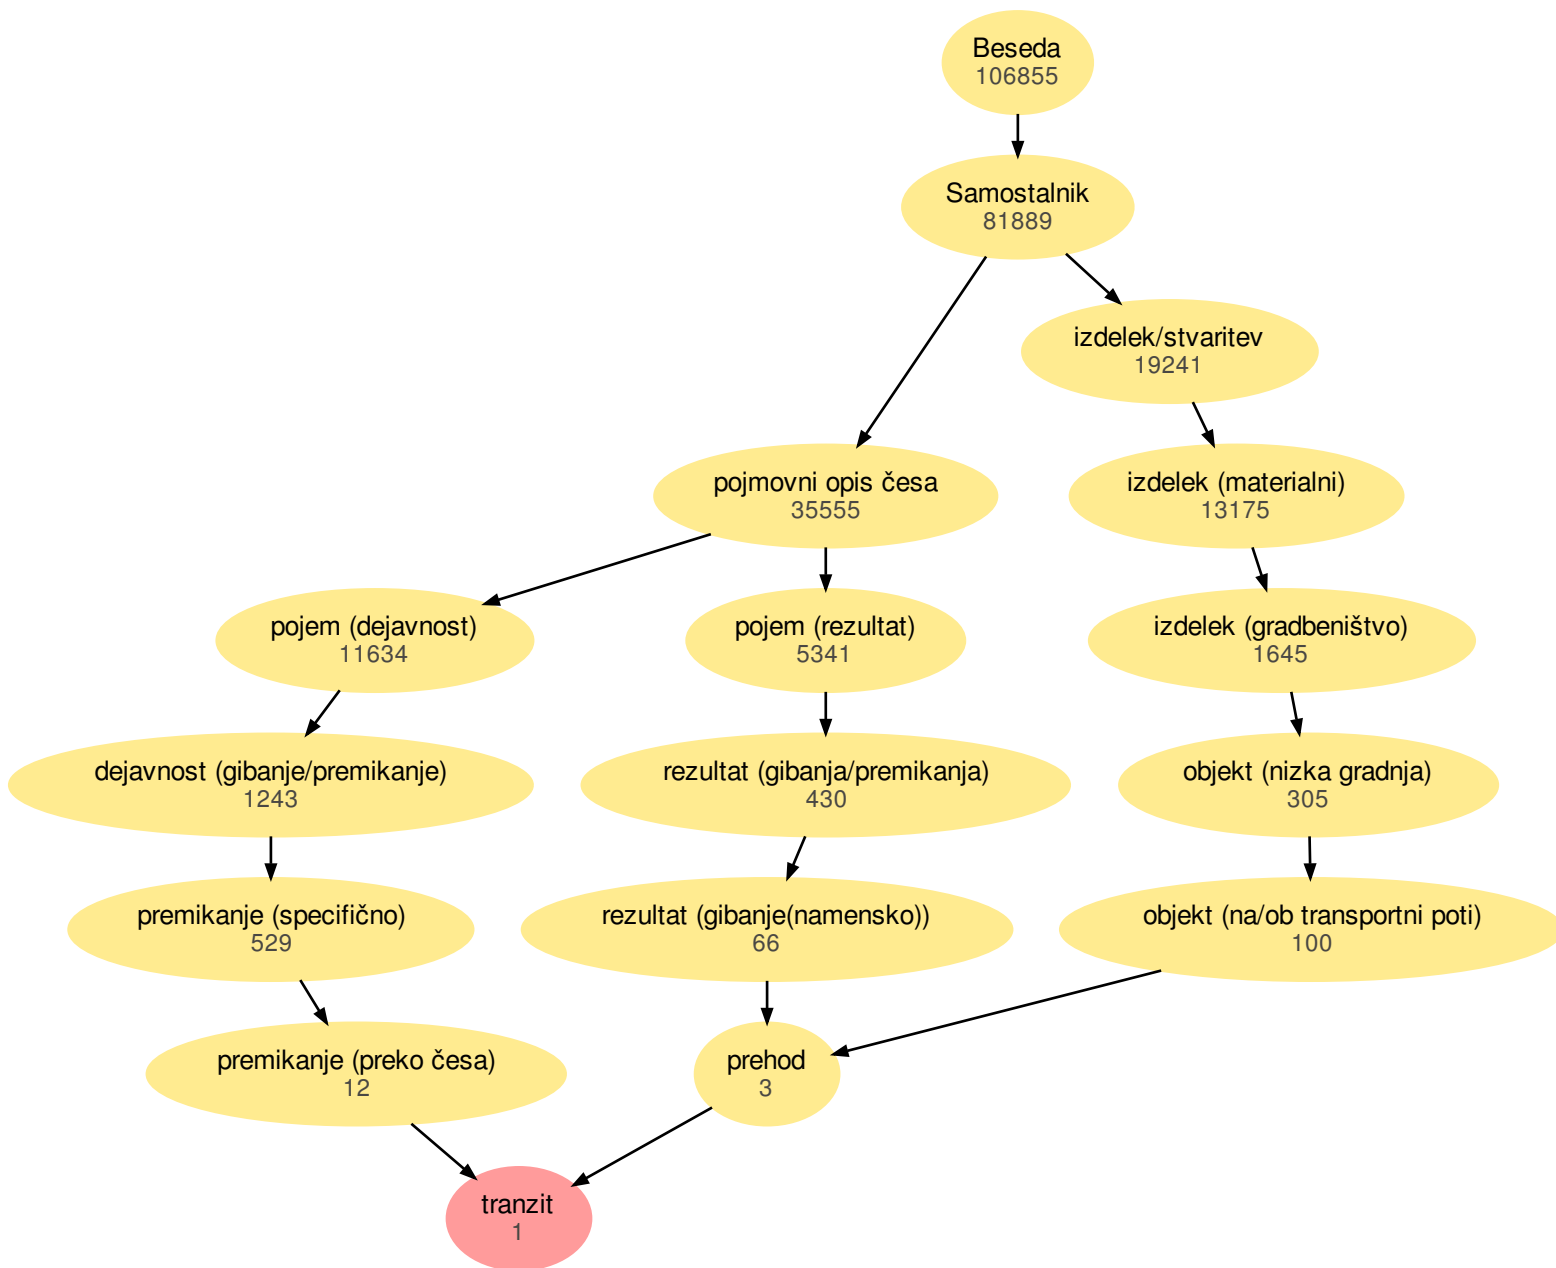 Beseda
106855
Samostalnik
81889
izdelek/stvaritev
19241
pojmovni opis česa
35555
izdelek (materialni)
13175
pojem (dejavnost)
11634
pojem (rezultat)
5341
izdelek (gradbeništvo)
1645
dejavnost (gibanje/premikanje)
1243
rezultat (gibanja/premikanja)
430
objekt (nizka gradnja)
305
premikanje (specifično)
529
rezultat (gibanje(namensko))
66
objekt (na/ob transportni poti)
100
premikanje (preko česa)
12
prehod
3
tranzit
1